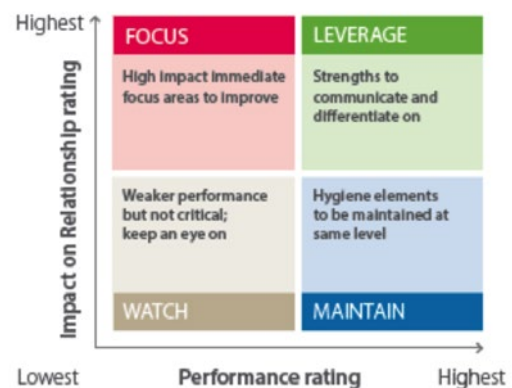 Highest
Impact on Relationship rating
FOCUS
High impact immediate
focus areas to improve
LEVERAGE
Strengths to
communicate and
differentiate on
Weaker performance
but not critical;
keep an eye on
WATCH
Hygiene elements
to be maintained at
same level
MAINTAIN
Lowest
Performance rating
Highest